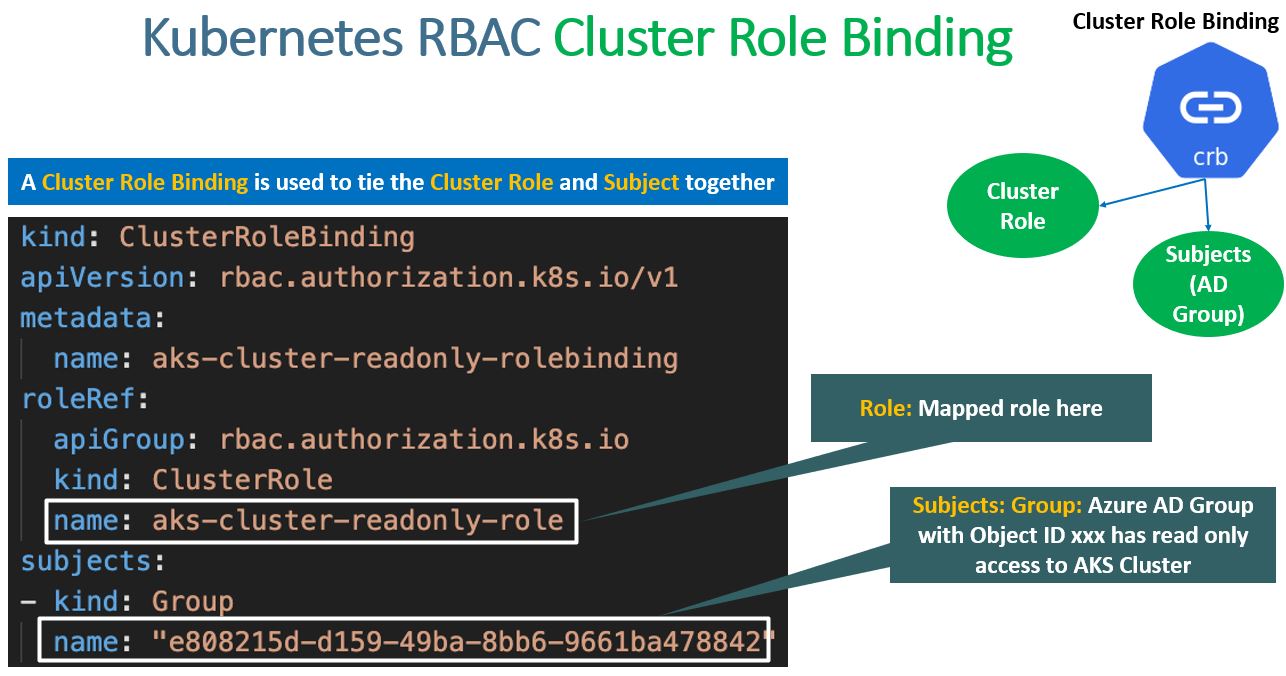 Kubernetes RBAC Cluster Role Binding
Cluster Role Binding
crb
Cluster
Role
Subjects
(AD
Group)
A Cluster Role Binding is used to tie the Cluster Role and Subject together
kind: ClusterRoleBinding
apiVersion: rbac.authorization.k8s.io/v1
metadata:
  name: aks-cluster-readonly-rolebinding
roleRef:
  apiGroup: rbac.authorization.k8s.io
  kind: ClusterRole
  name: aks-cluster-readonly-role
subjects:
- kind: Group
  name: "e808215d-d159-49ba-8bb6-9661ba478842"
Role: Mapped role here
Subjects: Group: Azure AD Group
with Object ID xxx has read only
access to AKS Cluster